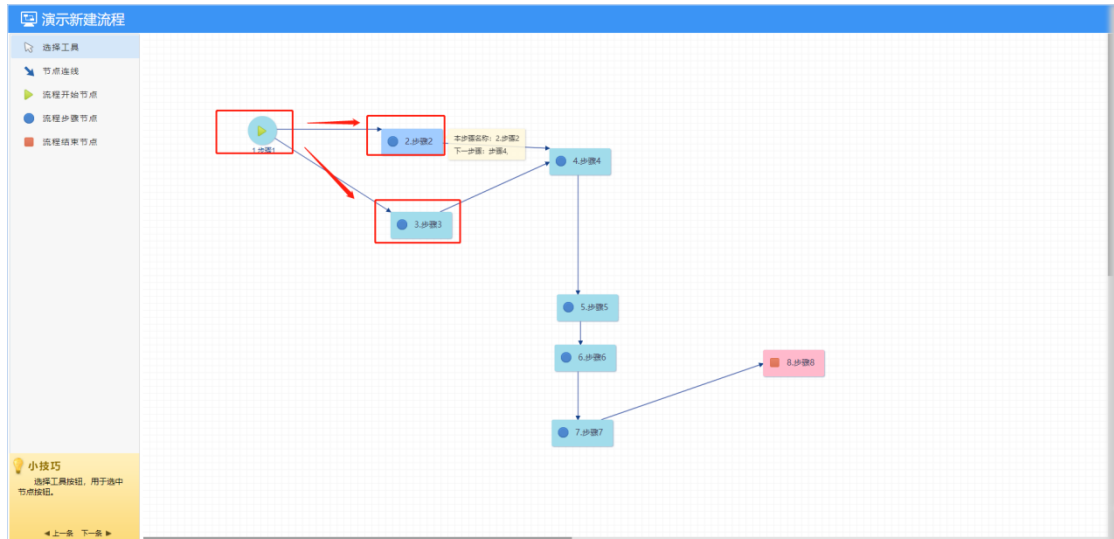 演示新建流程
选择工具
节点连线
流程开始节点
流程步骤节点
流程结束节点
小技巧
选择工具按钮，用于选中
节点按钮。
◀上一条 下一条▶
1.步骤1
2.步骤2
本步骤名称：2.步骤2
下一步骤：步骤4,
4.步骤4
3.步骤3
5.步骤5
6.步骤6
8.步骤8
7.步骤7